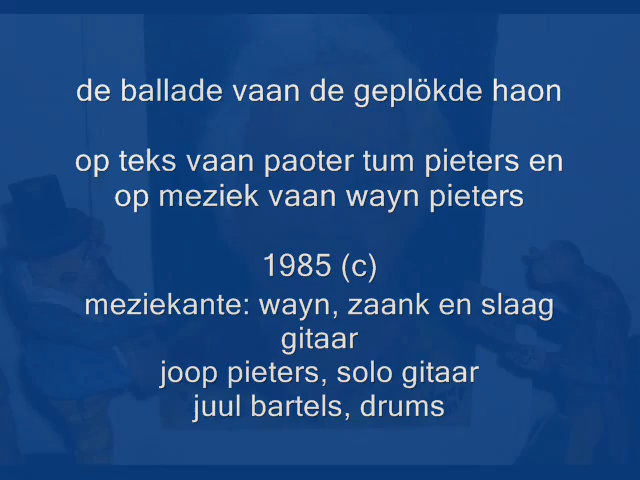 de ballade vaan de geplökde haon
op teks vaan paoter tum pieters en
op meziek vaan wayn pieters
1985 (c)
meziekante: wayn, zaank en slaag
gitaar
joop pieters, solo gitaar
juul bartels, drums